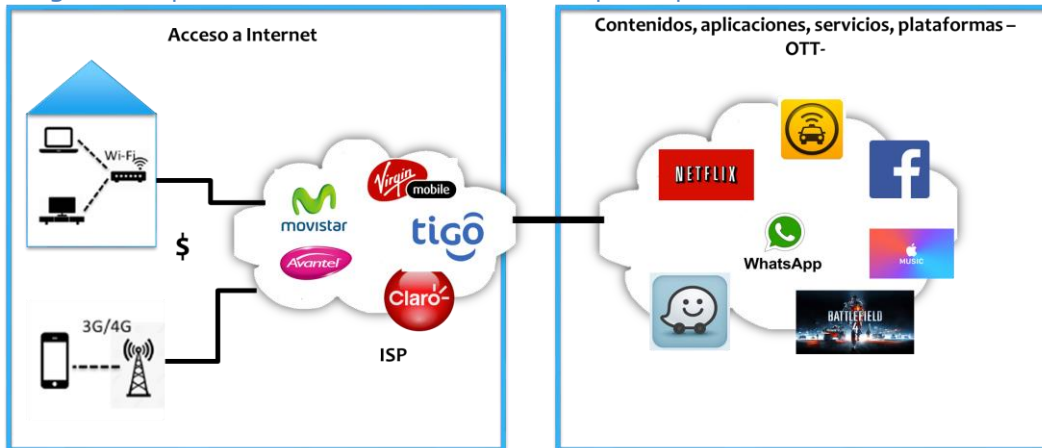 Acceso a Internet
Wi-Fi
$
3G/4G
movistar
Virgin
mobile
Avantel
tigo
Claro
ISP
Contenidos, aplicaciones, servicios, plataformas –
OTT-
NETFLIX
f
WhatsApp
MUSIC
BATTLEFIELD
4